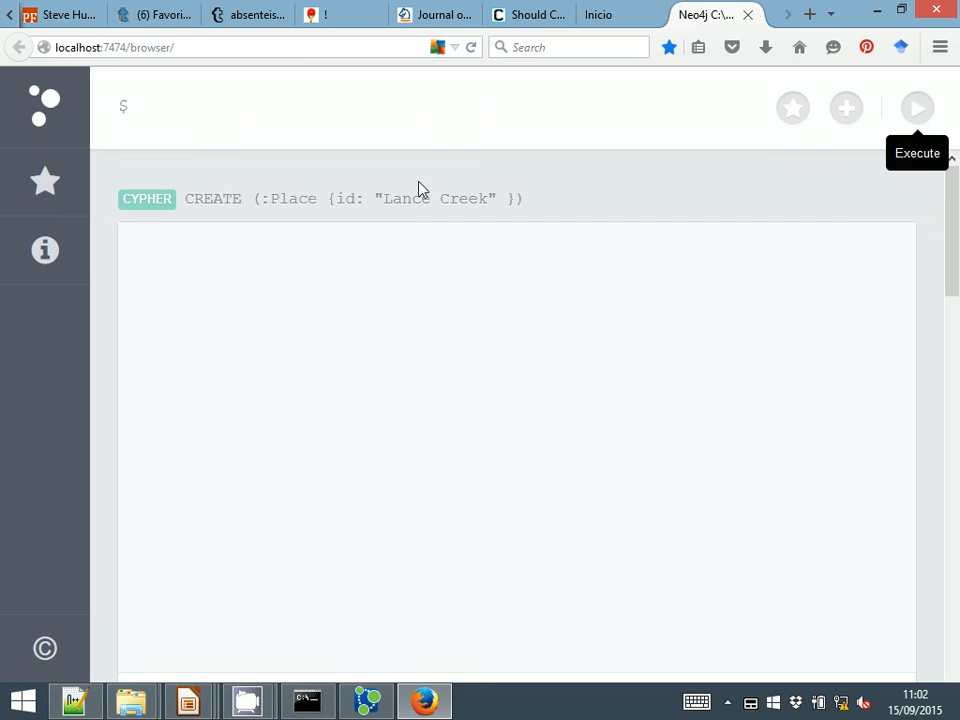 Steve Hu...
(6) Favori...
absenteis...
!
Journal o...
Should C...
Inicio
Neo4j C:\...
localhost:7474/browser/
Search
$
Execute
CYPHER CREATE (:Place {id: "Lance Creek" })
11:02
15/09/2015